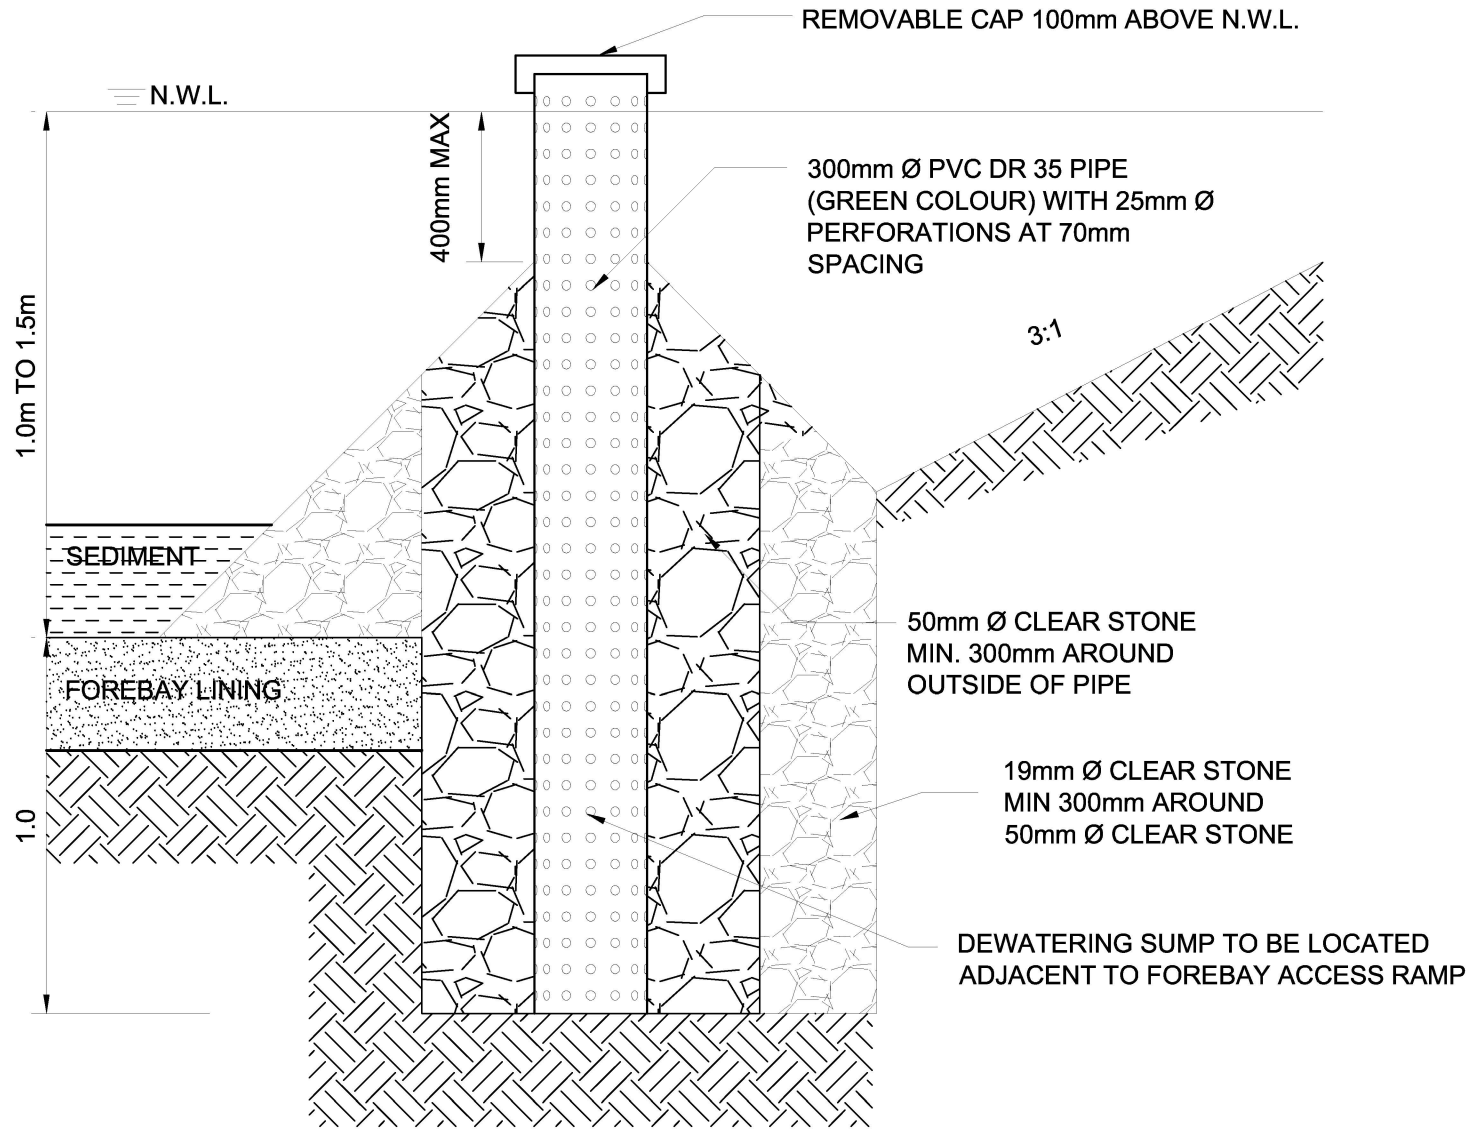 REMOVABLE CAP 100mm ABOVE N.W.L.
N.W.L.
400mm MAX
300mm Ø PVC DR 35 PIPE
(GREEN COLOUR) WITH 25mm Ø
PERFORATIONS AT 70mm
SPACING
1.0m TO 1.5m
3:1
SEDIMENT
50mm Ø CLEAR STONE
MIN. 300mm AROUND
OUTSIDE OF PIPE
FOREBAY LINING
19mm Ø CLEAR STONE
MIN 300mm AROUND
50mm Ø CLEAR STONE
1.0
DEWATERING SUMP TO BE LOCATED
ADJACENT TO FOREBAY ACCESS RAMP